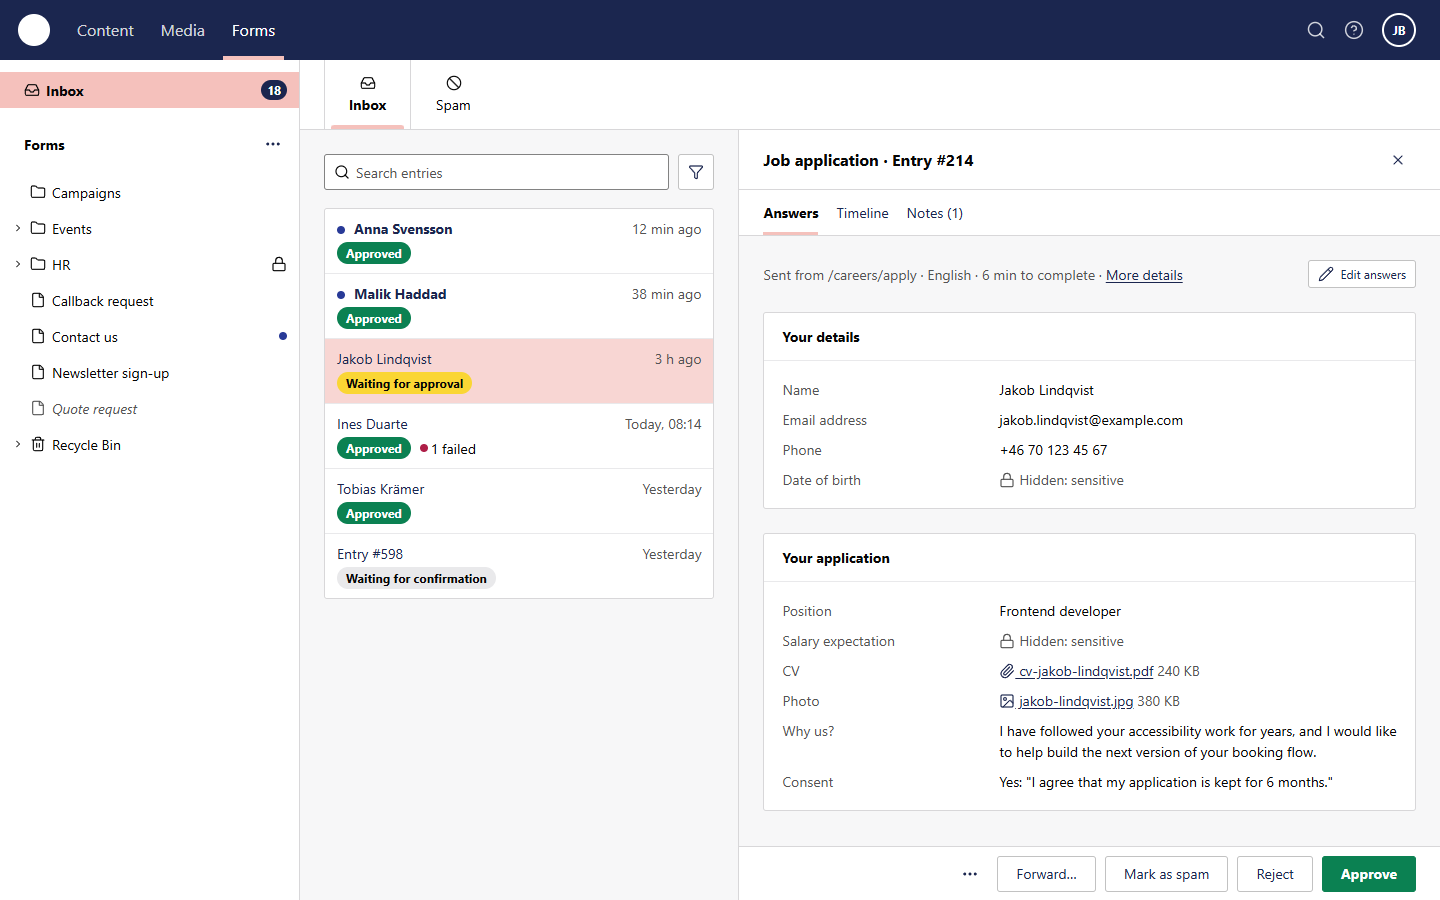 Content Media Forms
JB
Inbox 18
Forms
Campaigns
Events
HR
Callback request
Contact us
Newsletter sign-up
Quote request
Recycle Bin
Inbox
Spam
Search entries
Anna Svensson 12 min ago
Approved
Malik Haddad 38 min ago
Approved
Jakob Lindqvist 3 h ago
Waiting for approval
Ines Duarte Today, 08:14
Approved 1 failed
Tobias Krämer Yesterday
Approved
Entry #598 Yesterday
Waiting for confirmation
Job application · Entry #214
Answers Timeline Notes (1)
Sent from /careers/apply · English · 6 min to complete · More details
Edit answers
Your details
Name Jakob Lindqvist
Email address jakob.lindqvist@example.com
Phone +46 70 123 45 67
Date of birth Hidden: sensitive
Your application
Position Frontend developer
Salary expectation Hidden: sensitive
CV cv-jakob-lindqvist.pdf 240 KB
Photo jakob-lindqvist.jpg 380 KB
Why us? I have followed your accessibility work for years, and I would like
to help build the next version of your booking flow.
Consent Yes: "I agree that my application is kept for 6 months."
Forward... Mark as spam Reject Approve